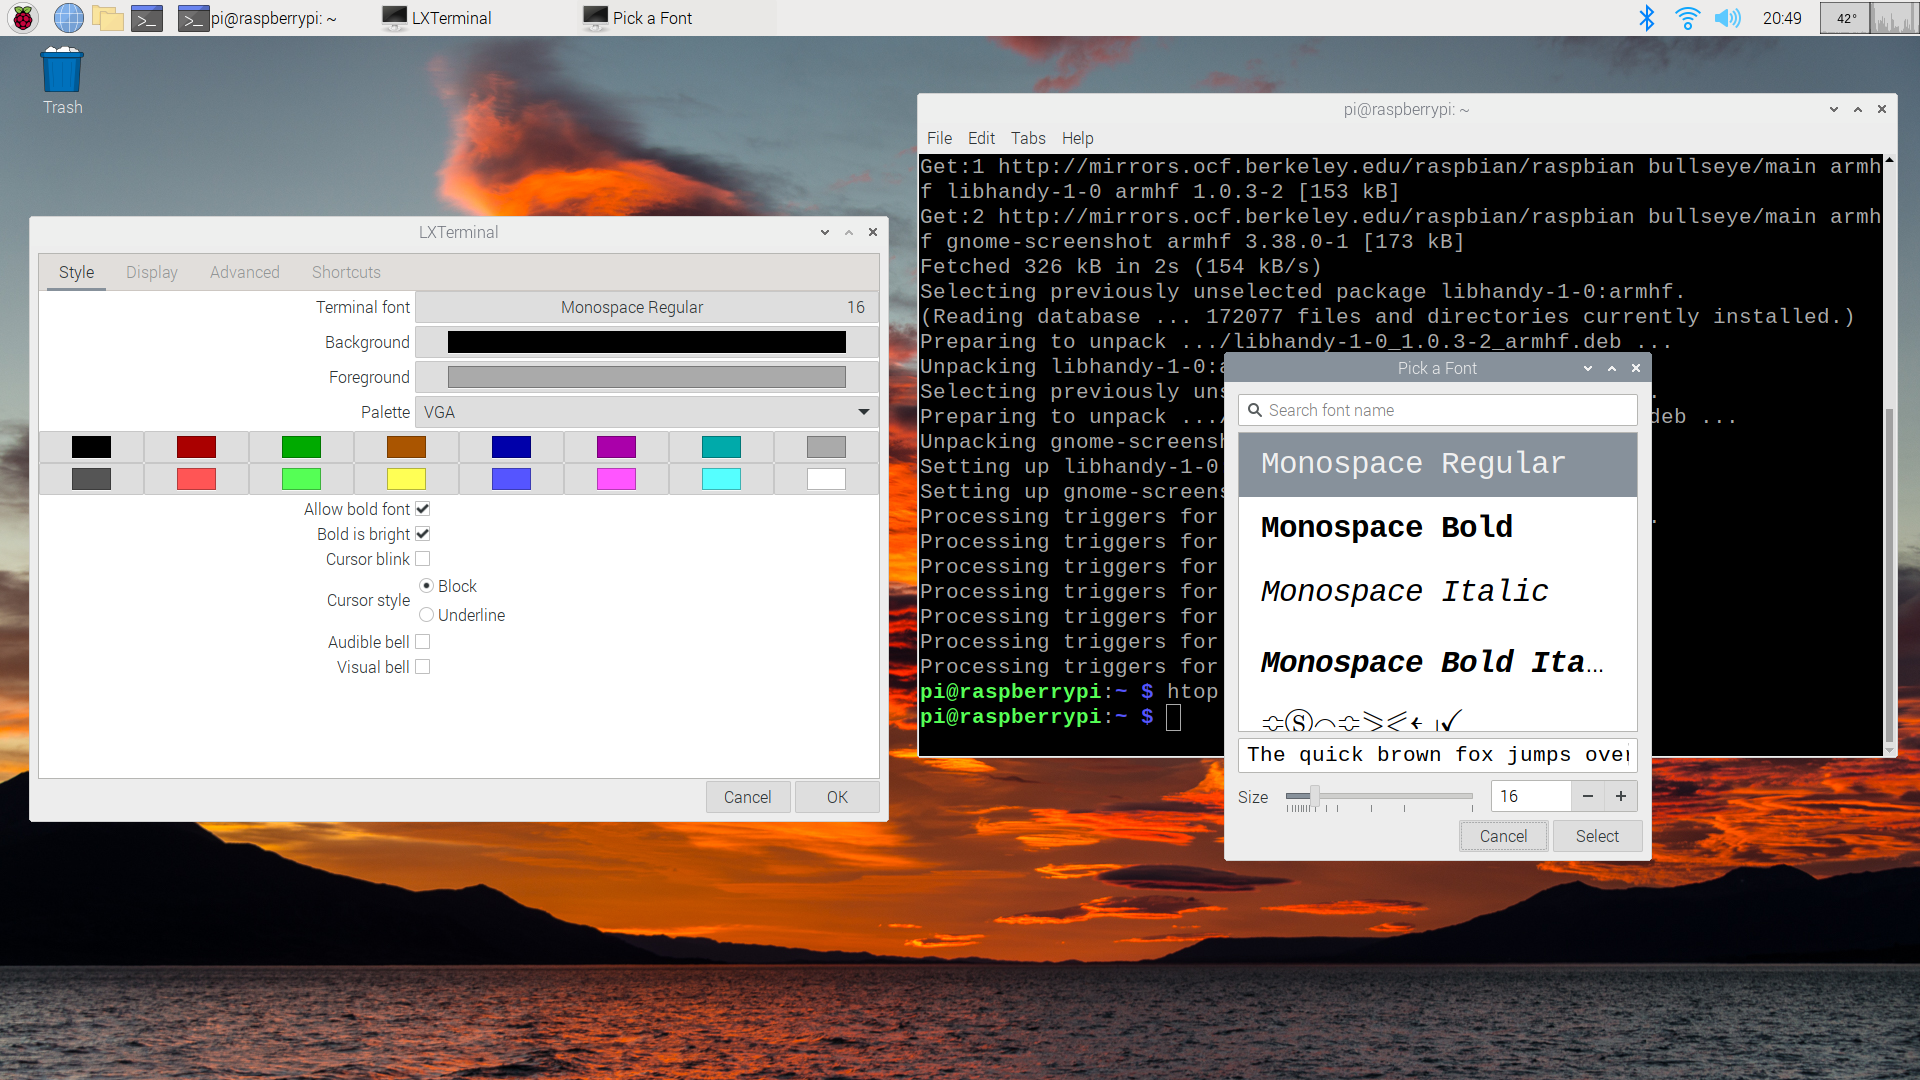 pi@raspberrypi: ~
LXTerminal
Pick a Font
20:49
42°
Trash
LXTerminal
Style Display Advanced Shortcuts
Terminal font Monospace Regular 16
Background
Foreground
Palette VGA
Allow bold font
Bold is bright
Cursor blink
Cursor style Block
Underline
Audible bell
Visual bell
Cancel OK
pi@raspberrypi: ~
File Edit Tabs Help
Get:1 http://mirrors.ocf.berkeley.edu/raspbian/raspbian bullseye/main armh
f libhandy-1-0 armhf 1.0.3-2 [153 kB]
Get:2 http://mirrors.ocf.berkeley.edu/raspbian/raspbian bullseye/main armh
f gnome-screenshot armhf 3.38.0-1 [173 kB]
Fetched 326 kB in 2s (154 kB/s)
Selecting previously unselected package libhandy-1-0:armhf.
(Reading database ... 172077 files and directories currently installed.)
Preparing to unpack .../libhandy-1-0_1.0.3-2_armhf.deb ...
Unpacking libhandy-1-0:
Selecting previously uns
Preparing to unpack ... deb ...
Unpacking gnome-screensh
Setting up libhandy-1-0
Setting up gnome-screens
Processing triggers for
Processing triggers for
Processing triggers for
Processing triggers for
Processing triggers for
Processing triggers for
Processing triggers for
pi@raspberrypi:~ $ htop
pi@raspberrypi:~ $
Pick a Font
Search font name
Monospace Regular
Monospace Bold
Monospace Italic
Monospace Bold Ita...
The quick brown fox jumps over
Size 16
Cancel Select